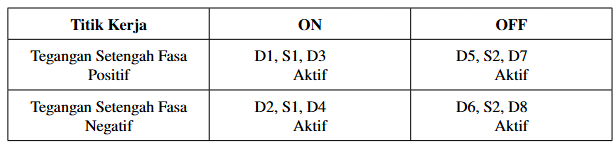 Titik Kerja ON OFF
Tegangan Setengah Fasa D1, S1, D3 D5, S2, D7
Positif Aktif Aktif
Tegangan Setengah Fasa D2, S1, D4 D6, S2, D8
Negatif Aktif Aktif